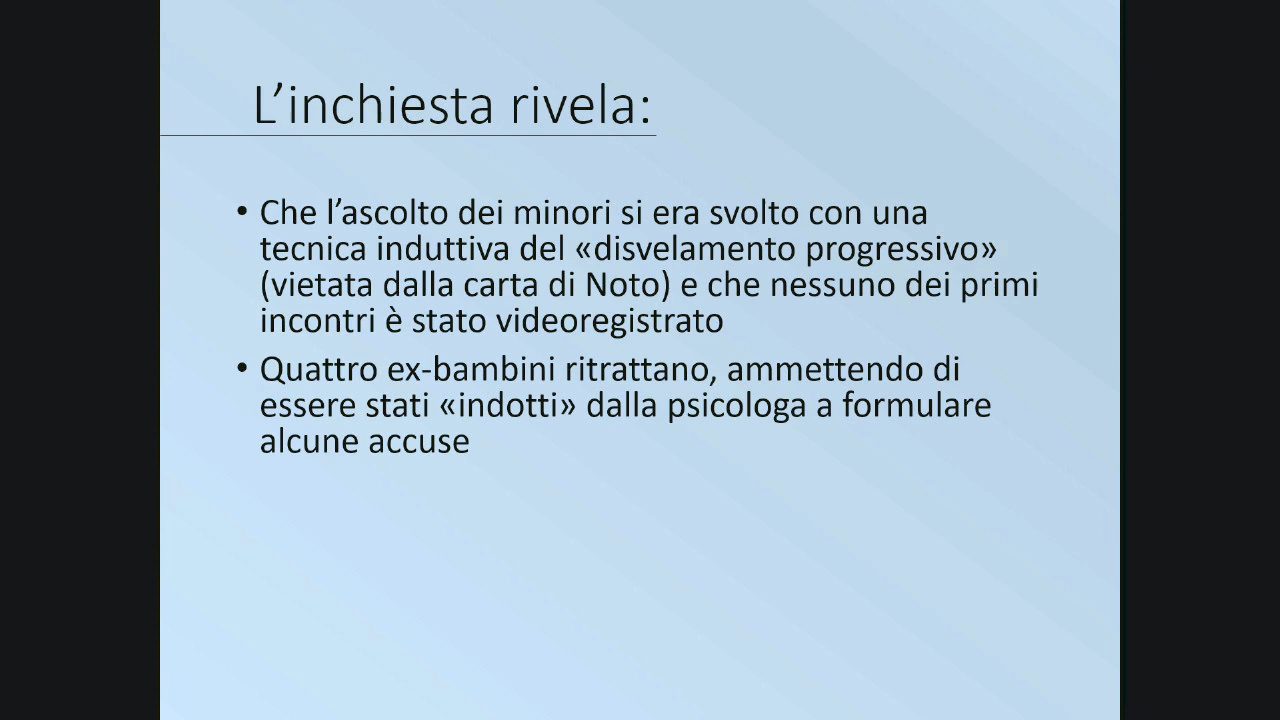 L’inchiesta rivela:
• Che l’ascolto dei minori si era svolto con una
tecnica induttiva del «disvelamento progressivo»
(vietata dalla carta di Noto) e che nessuno dei primi
incontri è stato videoregistrato
• Quattro ex-bambini ritrattano, ammettendo di
essere stati «indotti» dalla psicologa a formulare
alcune accuse